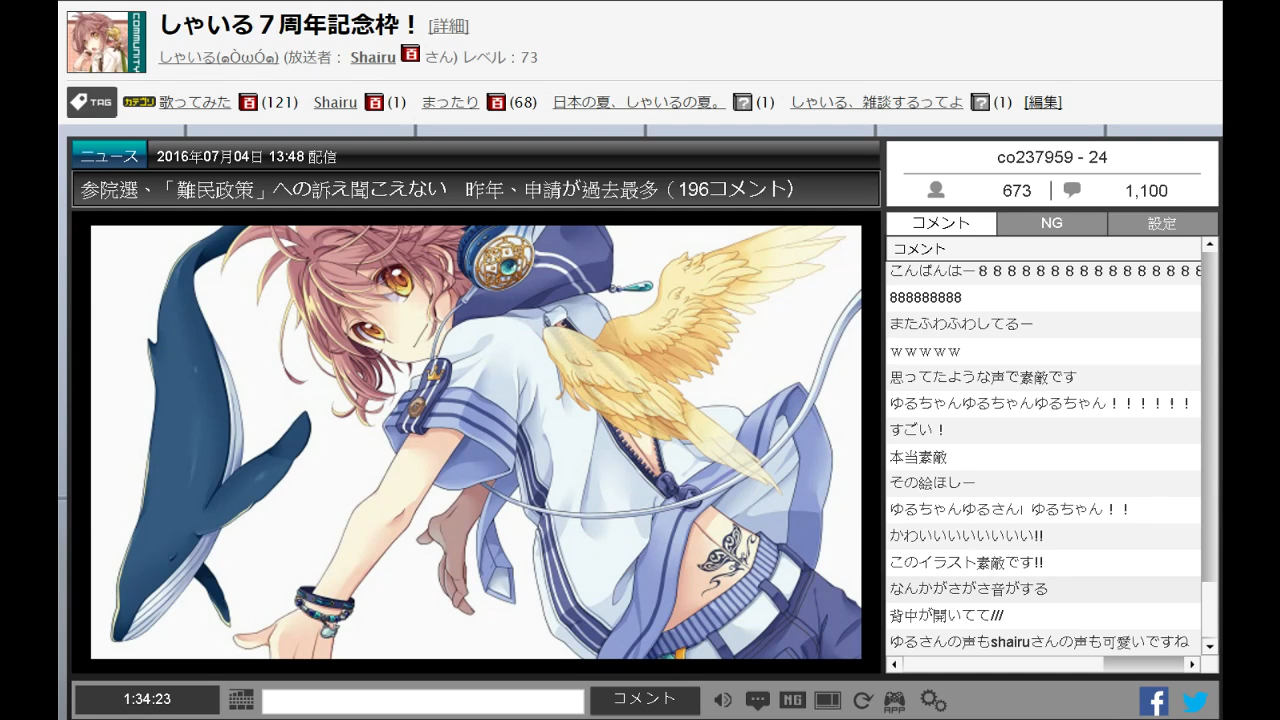 しゃいる７周年記念枠！ [詳細]
COMMUNITY
しゃいる(๑ÒωÓ๑) (放送者： Shairu 百 さん) レベル：73
TAG カテゴリ 歌ってみた 百 (121) Shairu 百 (1) まったり 百 (68) 日本の夏、しゃいるの夏。 ? (1) しゃいる、雑談するってよ ? (1) [編集]
ニュース 2016年07月04日 13:48 配信
参院選、「難民政策」への訴え聞こえない　昨年、申請が過去最多（196コメント）
co237959 - 24
673 | 1,100
コメント NG 設定
コメント
こんばんはー８８８８８８８８８８８８８８８８
888888888
またふわふわしてるー
ｗｗｗｗｗ
思ってたような声で素敵です
ゆるちゃんゆるちゃんゆるちゃん！！！！！！
すごい！
本当素敵
その絵ほしー
ゆるちゃんゆるさん! ゆるちゃん！！
かわいいいいいいい!!
このイラスト素敵です!!
なんかがさがさ音がする
背中が開いてて///
ゆるさんの声もshairuさんの声も可愛いですね
1:34:23 コメント NG APP f